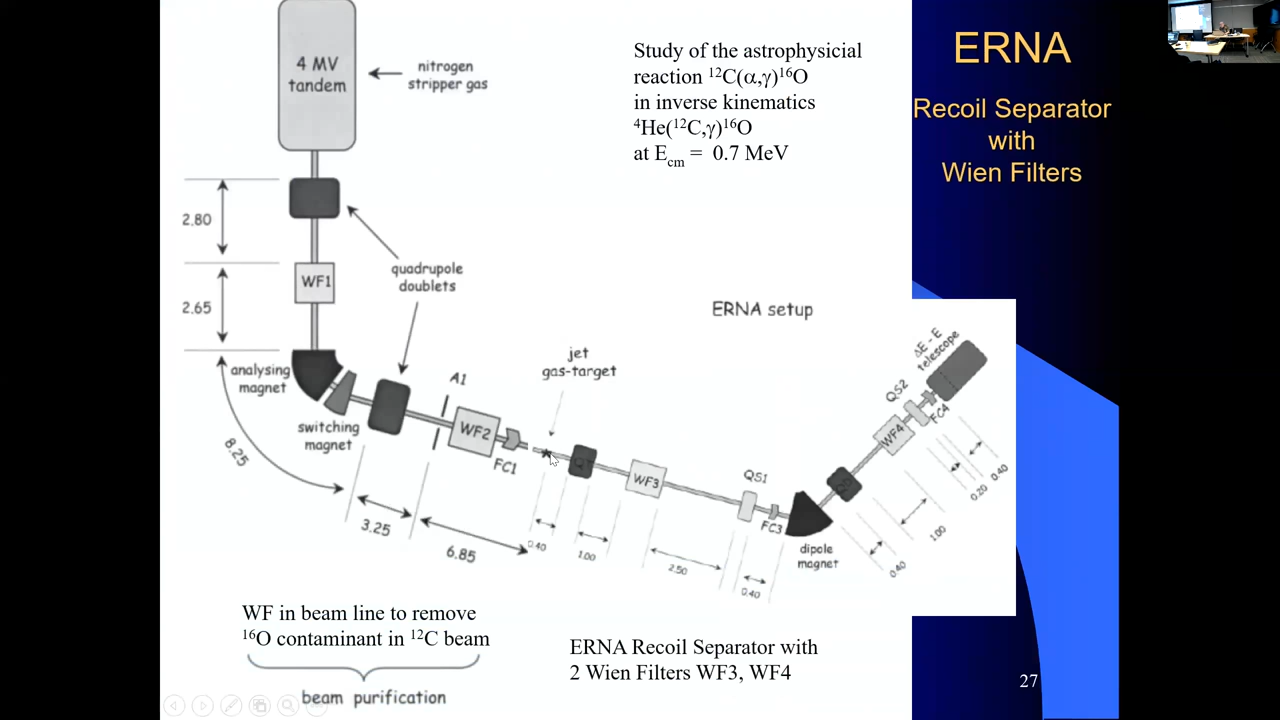 ERNA
Recoil Separator
with
Wien Filters
Study of the astrophysicial
reaction ¹²C(α,γ)¹⁶O
in inverse kinematics
⁴He(¹²C,γ)¹⁶O
at Ecm = 0.7 MeV
4 MV
tandem
nitrogen
stripper gas
2.80
WF1
quadrupole
doublets
2.65
ERNA setup
analysing
magnet
switching
magnet
8.25
A1
jet
gas-target
WF2
FC1
WF3
QS1
FC3
dipole
magnet
QD
WF4
QS2
FC4
ΔE - E
telescope
3.25
6.85
0.40
1.00
2.50
0.40
0.40
1.00
0.20
0.40
WF in beam line to remove
¹⁶O contaminant in ¹²C beam
beam purification
ERNA Recoil Separator with
2 Wien Filters WF3, WF4
27